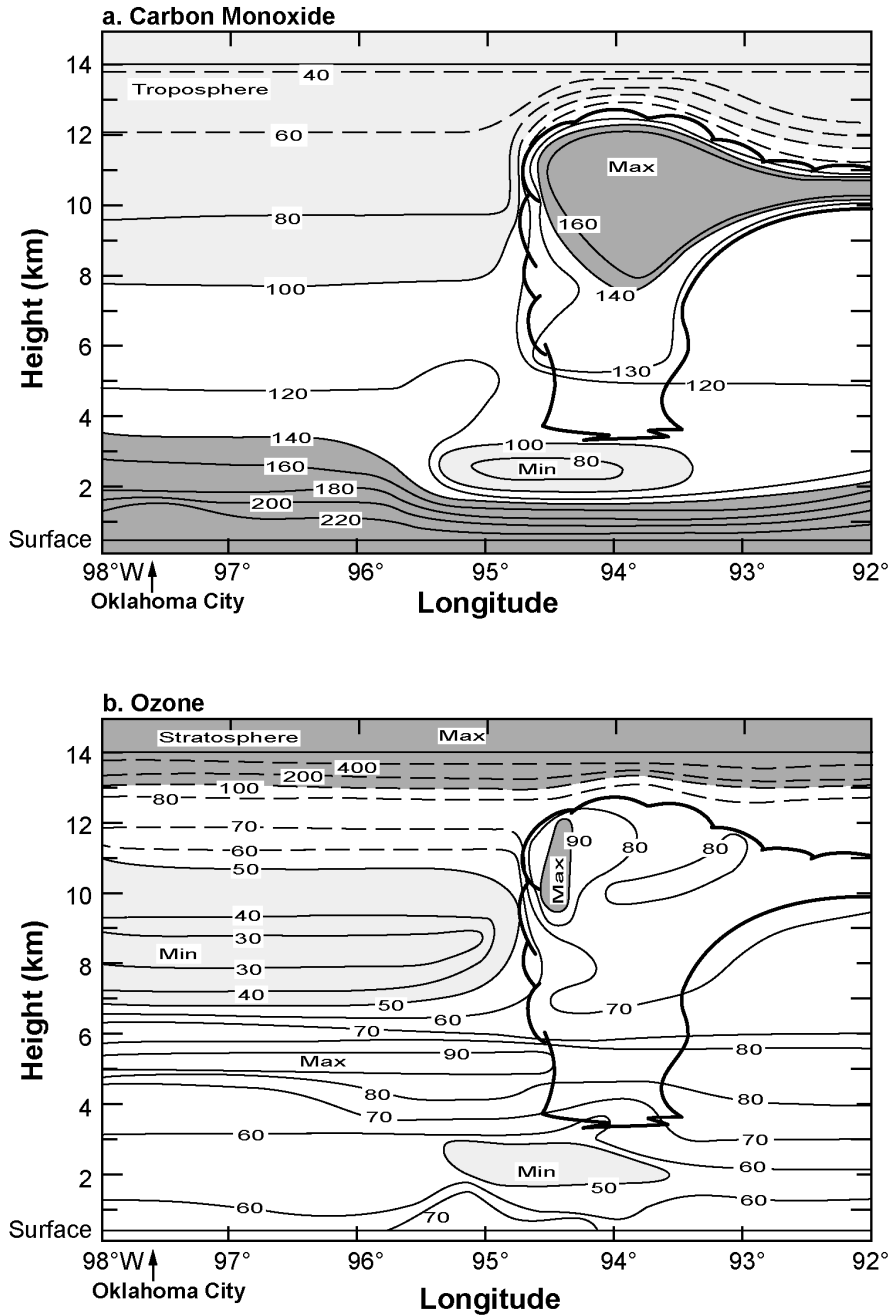 a. Carbon Monoxide
14
40
Troposphere
12
60
Max
10
80
160
8
100
140
6
130
120
120
4
140
100
160
80
Min
2
180
200
220
Surface
98°W 97° 96° 95° 94° 93° 92°
Oklahoma City
Longitude
Height (km)
b. Ozone
Stratosphere Max
14
400
200
100
80
12
70
60
90 80 80
50
Max
10
40
30
Min
8
30
40
50
70
60
6
70
80
90
Max
80
80
4
70
60
70
60
2
Min
50
60
60
70
Surface
98°W 97° 96° 95° 94° 93° 92°
Oklahoma City
Longitude
Height (km)